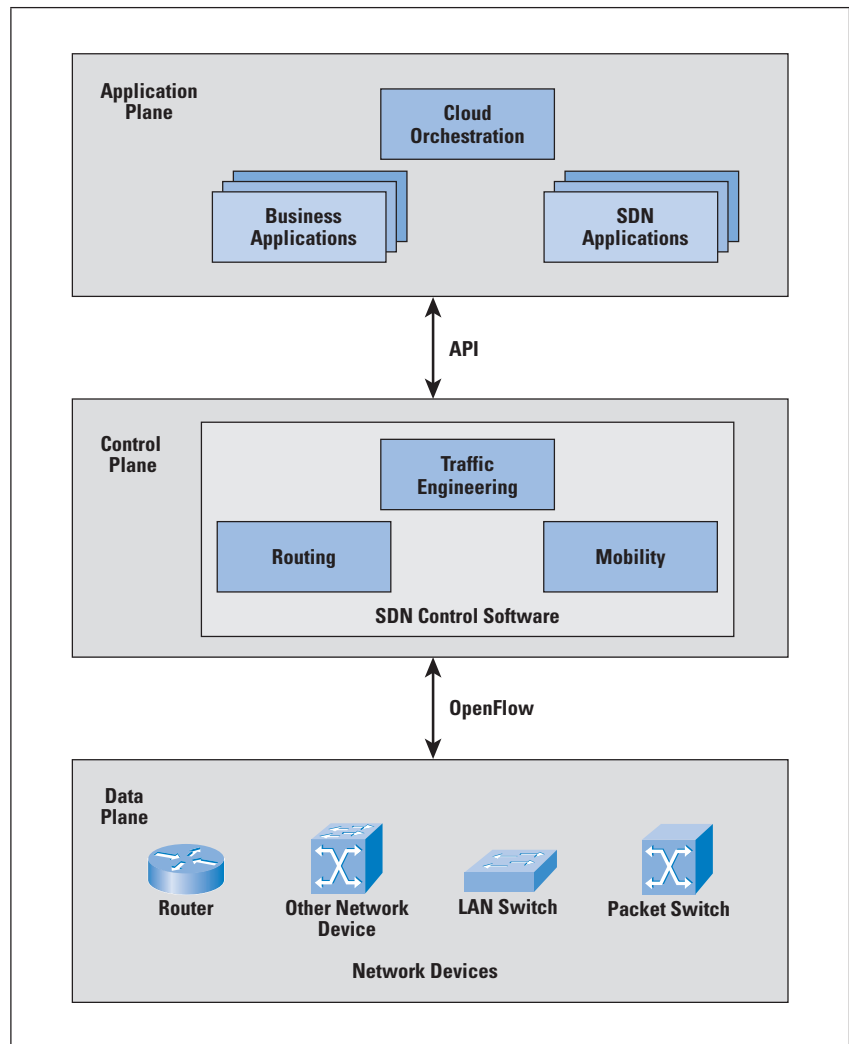 Application
Plane
Cloud
Orchestration
Business
Applications
SDN
Applications
API
Control
Plane
Traffic
Engineering
Routing
Mobility
SDN Control Software
OpenFlow
Data
Plane
Router
Other Network
Device
LAN Switch
Packet Switch
Network Devices